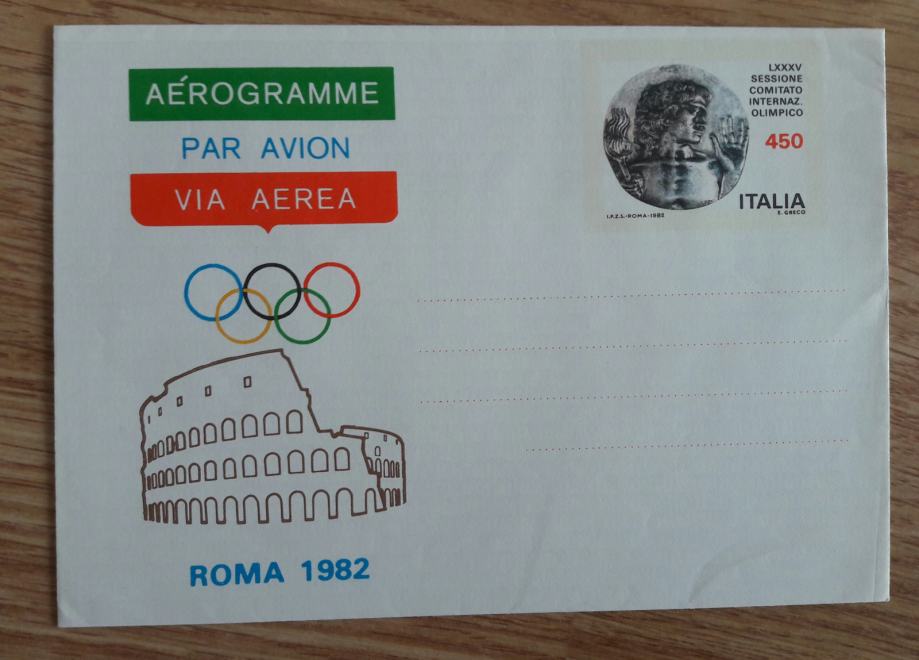 AÉROGRAMME
PAR AVION
VIA AEREA
ROMA 1982
LXXXV
SESSIONE
COMITATO
INTERNAZ.
OLIMPICO
450
ITALIA
E. GRECO
I.P.Z.S.-ROMA-1982